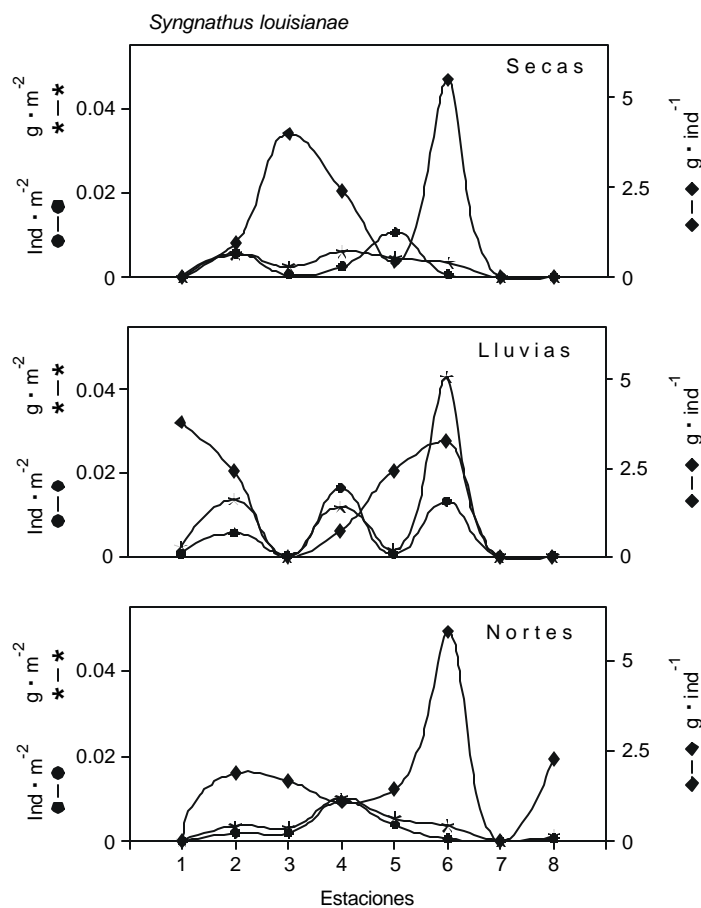 Syngnathus louisianae
Secas
g · m-2
*—*
Ind · m-2
0.04
0.02
0
5
2.5
0
g · ind-1
Lluvias
g · m-2
*—*
Ind · m-2
0.04
0.02
0
5
2.5
0
g · ind-1
Nortes
g · m-2
*—*
Ind · m-2
0.04
0.02
0
5
2.5
0
g · ind-1
1 2 3 4 5 6 7 8
Estaciones